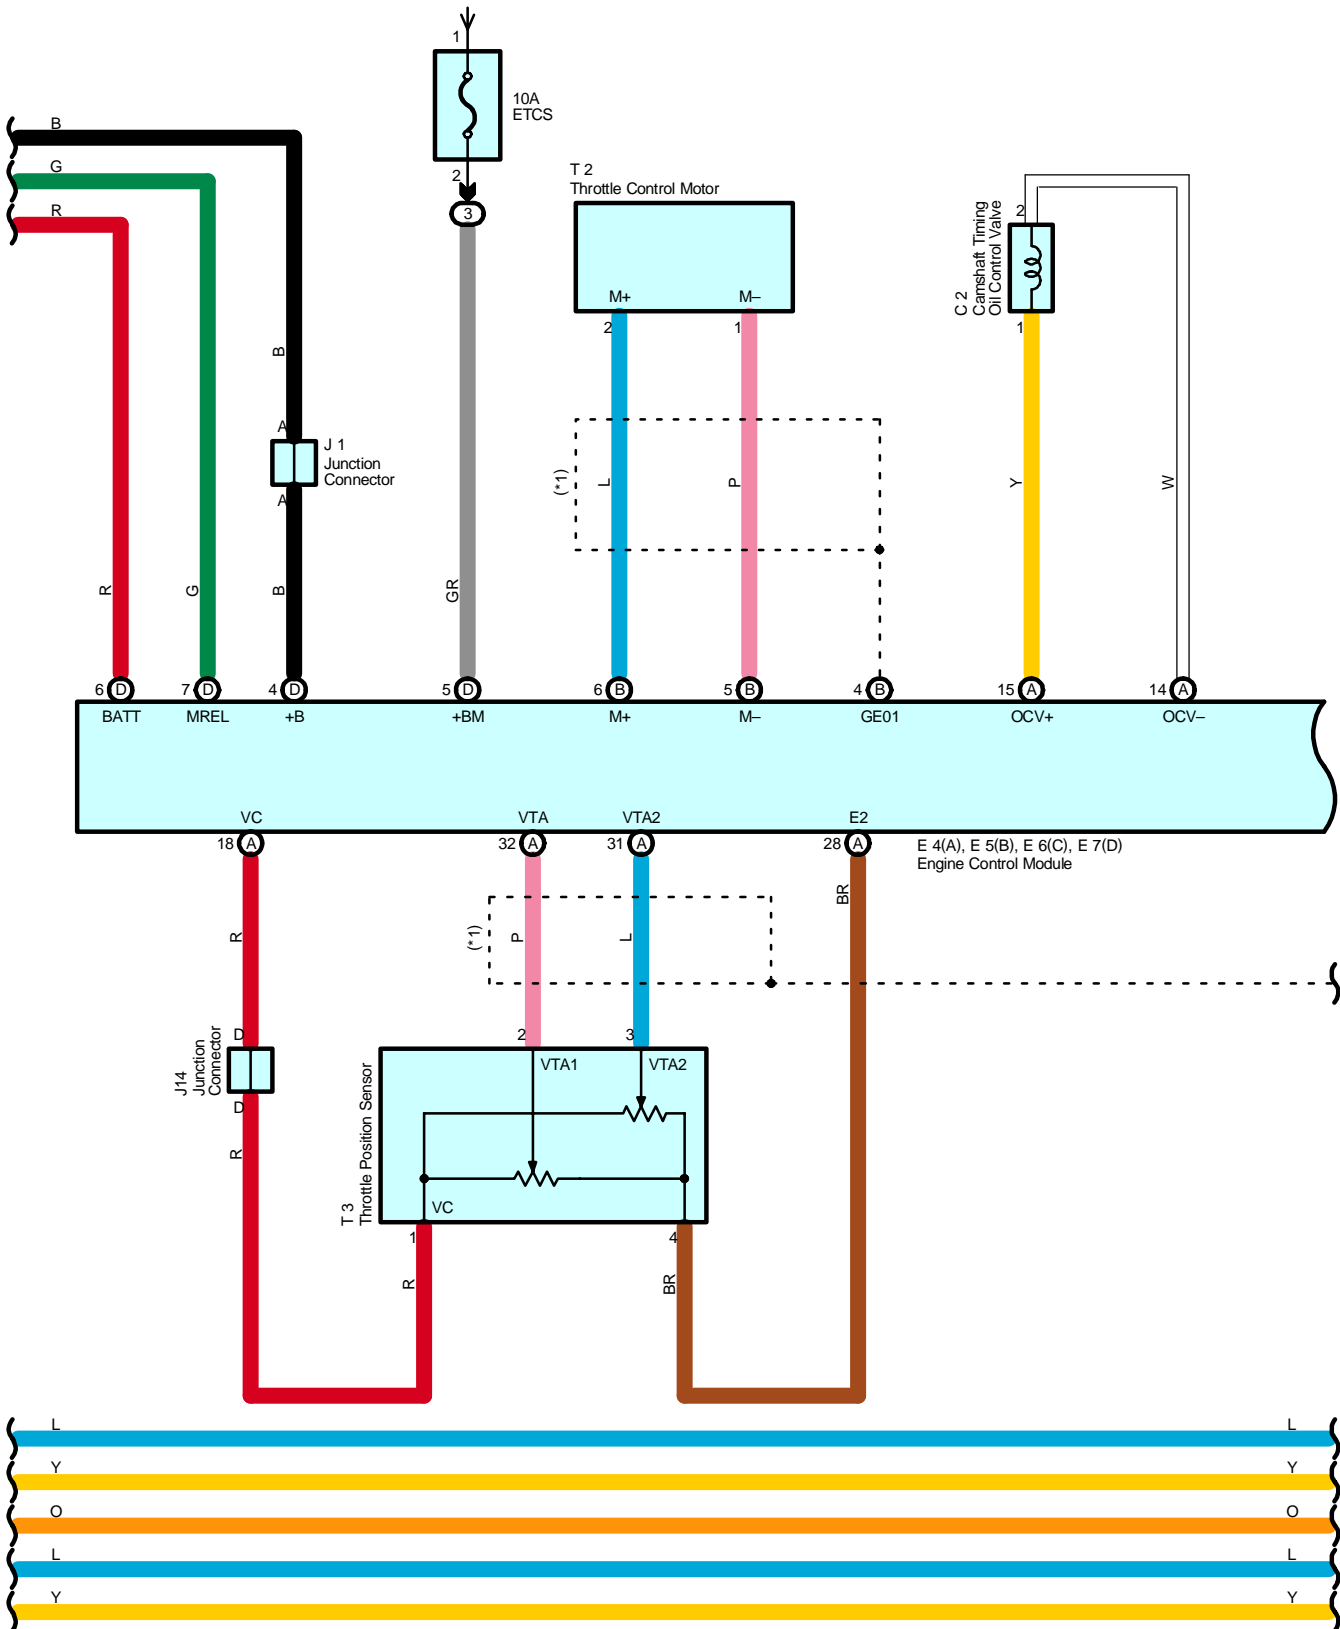 1
10A
ETCS
2
3
B
G
R
T 2
Throttle Control Motor
M+
M–
2
1
C 2
Camshaft Timing
Oil Control Valve
2
1
B
A
J 1
Junction
Connector
A
(*1)
L
P
Y
W
R
G
B
GR
6 D
7 D
4 D
5 D
6 B
5 B
4 B
15 A
14 A
BATT
MREL
+B
+BM
M+
M–
GE01
OCV+
OCV–
VC
VTA
VTA2
E2
18 A
32 A
31 A
28 A
E 4(A), E 5(B), E 6(C), E 7(D)
Engine Control Module
R
(*1)
P
L
BR
D
J14
Junction
Connector
D
R
2
3
VTA1
VTA2
T 3
Throttle Position Sensor
VC
1
4
R
BR
L
L
Y
Y
O
O
L
L
Y
Y